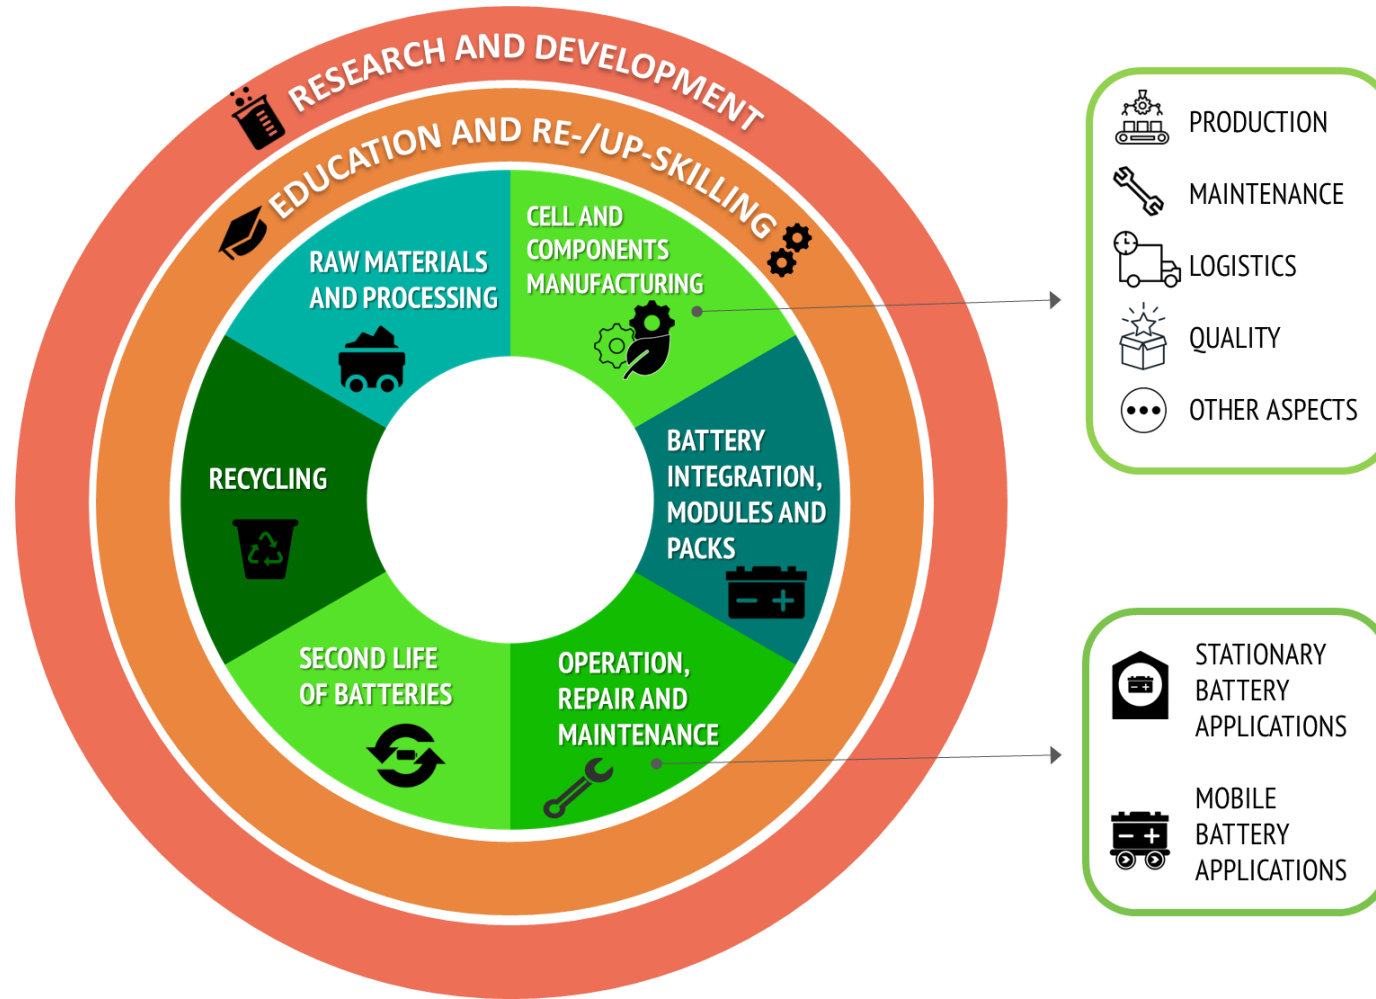 RESEARCH AND DEVELOPMENT
EDUCATION AND RE-/UP-SKILLING
RAW MATERIALS
AND PROCESSING
CELL AND
COMPONENTS
MANUFACTURING
BATTERY
INTEGRATION,
MODULES AND
PACKS
OPERATION,
REPAIR AND
MAINTENANCE
SECOND LIFE
OF BATTERIES
RECYCLING
PRODUCTION
MAINTENANCE
LOGISTICS
QUALITY
OTHER ASPECTS
STATIONARY
BATTERY
APPLICATIONS
MOBILE
BATTERY
APPLICATIONS